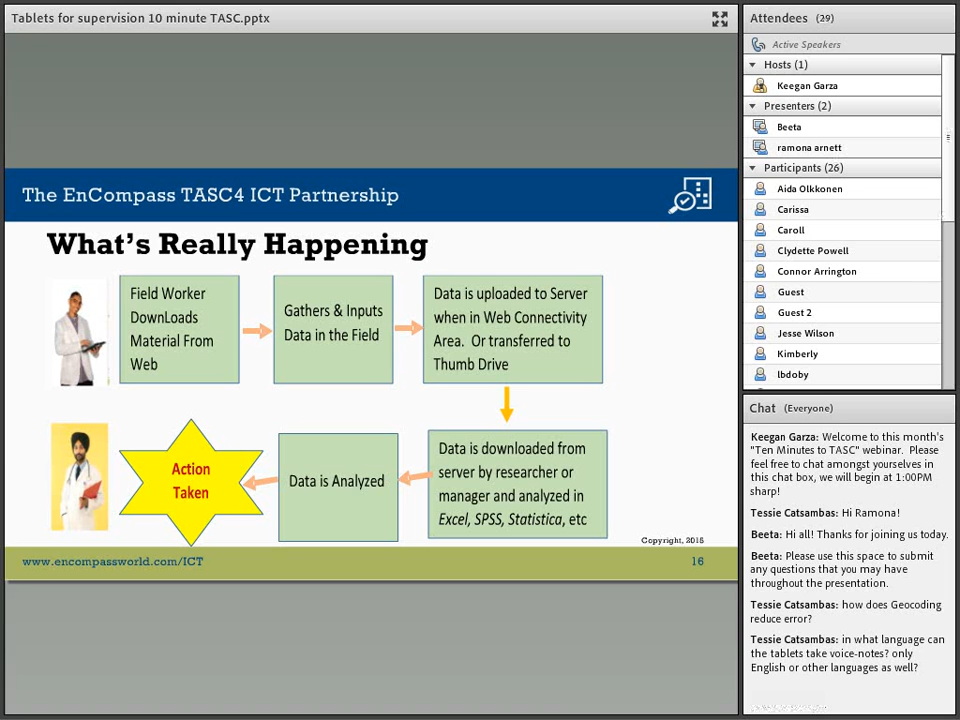 Tablets for supervision 10 minute TASC.pptx
The EnCompass TASC4 ICT Partnership
What's Really Happening
Field Worker
DownLoads
Material From
Web
Gathers & Inputs
Data in the Field
Data is uploaded to Server
when in Web Connectivity
Area. Or transferred to
Thumb Drive
Action
Taken
Data is Analyzed
Data is downloaded from
server by researcher or
manager and analyzed in
Excel, SPSS, Statistica, etc
Copyright, 2015
www.encompassworld.com/ICT
16
Attendees (29)
Active Speakers
Hosts (1)
Keegan Garza
Presenters (2)
Beeta
ramona arnett
Participants (26)
Aida Olkkonen
Carissa
Caroll
Clydette Powell
Connor Arrington
Guest
Guest 2
Jesse Wilson
Kimberly
lbdoby
Chat (Everyone)
Keegan Garza: Welcome to this month's
"Ten Minutes to TASC" webinar. Please
feel free to chat amongst yourselves in
this chat box, we will begin at 1:00PM
sharp!
Tessie Catsambas: Hi Ramona!
Beeta: Hi all! Thanks for joining us today.
Beeta: Please use this space to submit
any questions that you may have
throughout the presentation.
Tessie Catsambas: how does Geocoding
reduce error?
Tessie Catsambas: in what language can
the tablets take voice-notes? only
English or other languages as well?